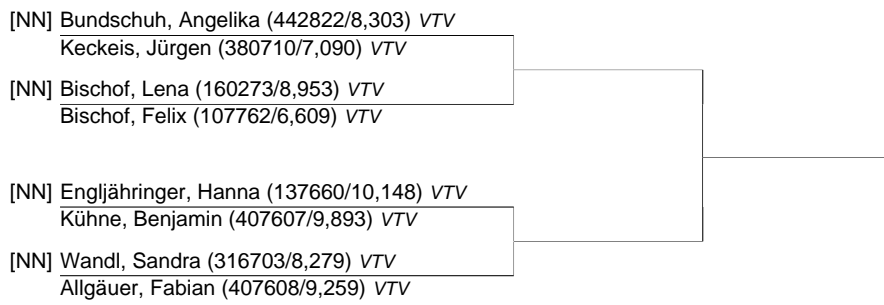 [NN] Bundschuh, Angelika (442822/8,303) VTV
Keckeis, Jürgen (380710/7,090) VTV
[NN] Bischof, Lena (160273/8,953) VTV
Bischof, Felix (107762/6,609) VTV
[NN] Engljähringer, Hanna (137660/10,148) VTV
Kühne, Benjamin (407607/9,893) VTV
[NN] Wandl, Sandra (316703/8,279) VTV
Allgäuer, Fabian (407608/9,259) VTV